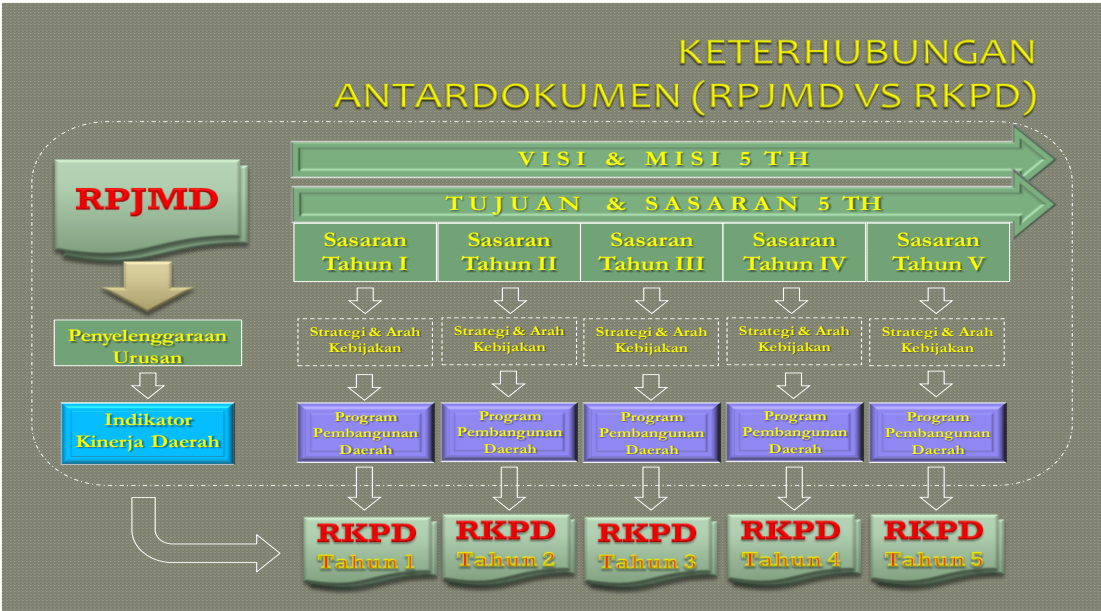 KETERHUBUNGAN
ANTARDOKUMEN (RPJMD VS RKPD)
RPJMD
VISI & MISI 5 TH
TUJUAN & SASARAN 5 TH
Sasaran
Tahun I
Sasaran
Tahun II
Sasaran
Tahun III
Sasaran
Tahun IV
Sasaran
Tahun V
Penyelenggaraan
Urusan
Strategi & Arah
Kebijakan
Strategi & Arah
Kebijakan
Strategi & Arah
Kebijakan
Strategi & Arah
Kebijakan
Strategi & Arah
Kebijakan
Indikator
Kinerja Daerah
Program
Pembangunan
Daerah
Program
Pembangunan
Daerah
Program
Pembangunan
Daerah
Program
Pembangunan
Daerah
Program
Pembangunan
Daerah
RKPD
Tahun 1
RKPD
Tahun 2
RKPD
Tahun 3
RKPD
Tahun 4
RKPD
Tahun 5